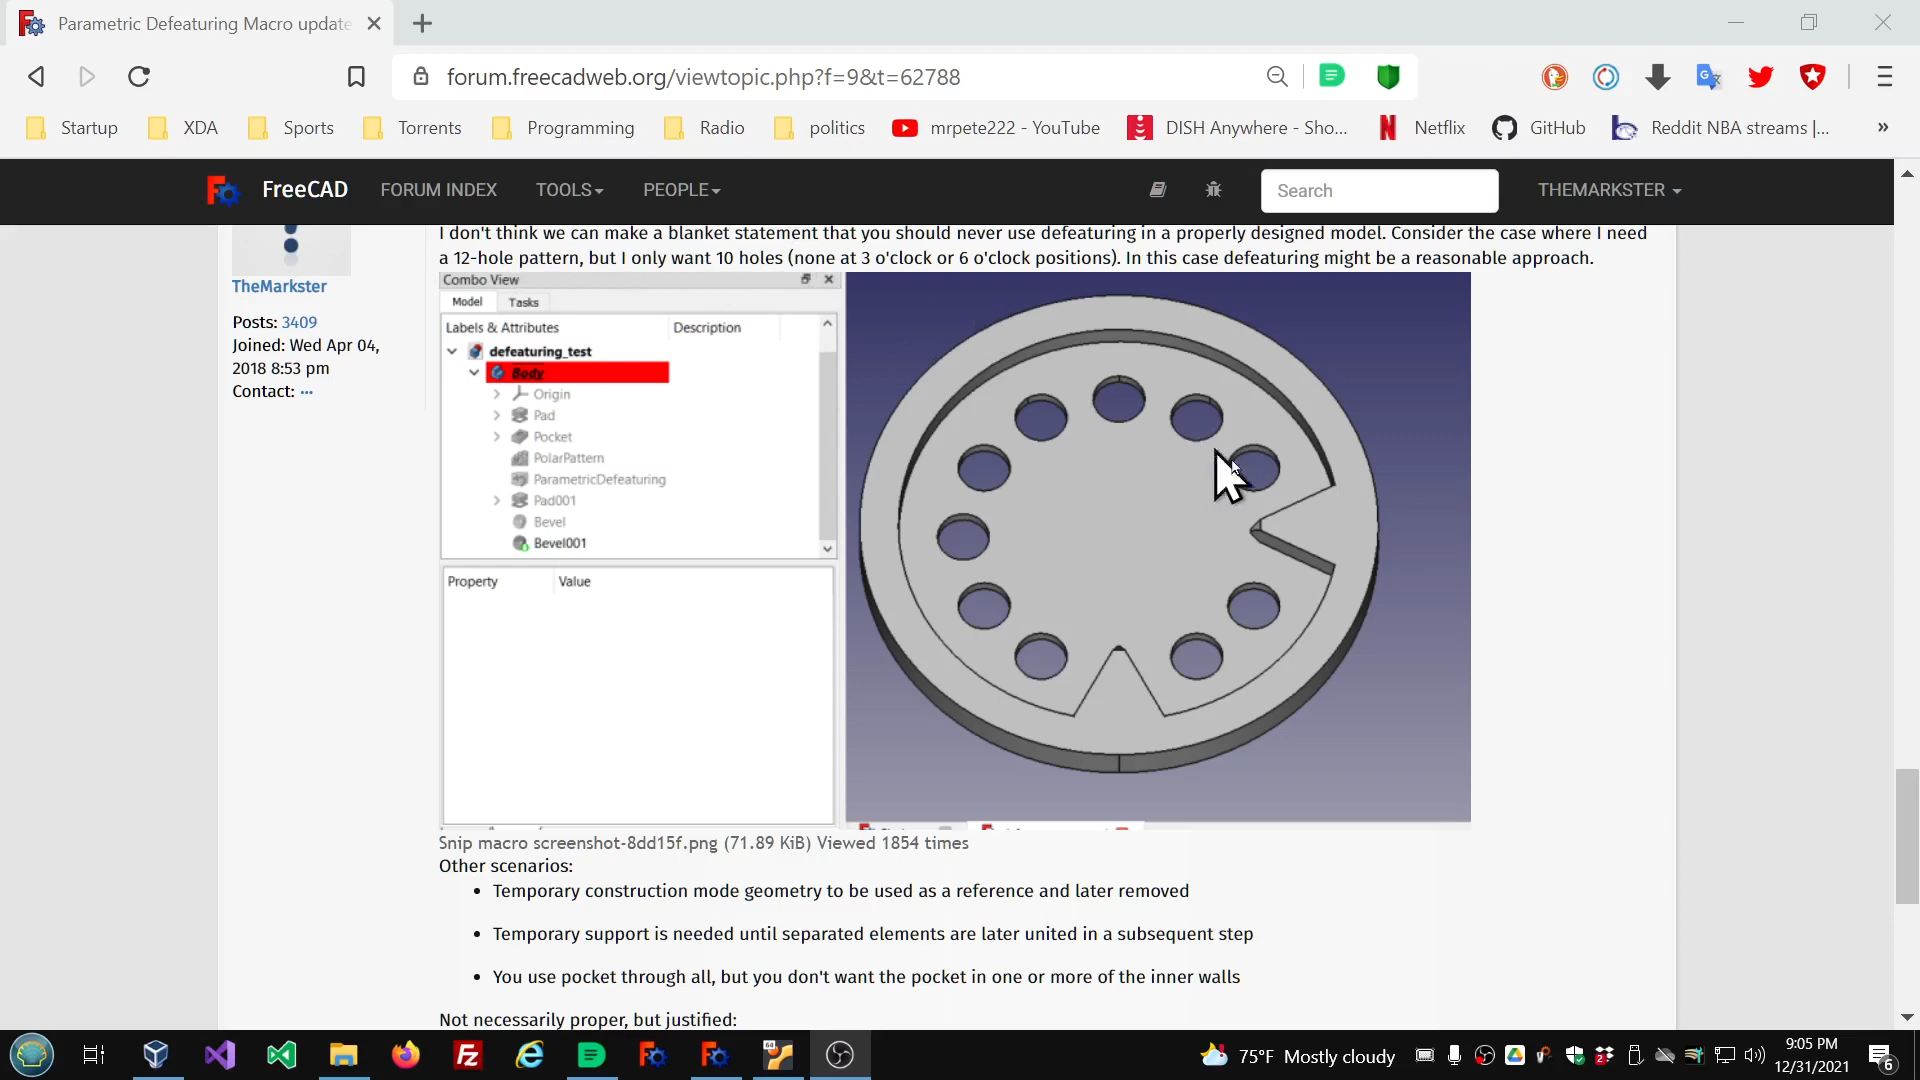 Parametric Defeaturing Macro update
forum.freecadweb.org/viewtopic.php?f=9&t=62788
Startup XDA Sports Torrents Programming Radio politics mrpete222 - YouTube DISH Anywhere - Sho... Netflix GitHub Reddit NBA streams |... »
FreeCAD FORUM INDEX TOOLS PEOPLE Search THEMARKSTER
I don't think we can make a blanket statement that you should never use defeaturing in a properly designed model. Consider the case where I need
a 12-hole pattern, but I only want 10 holes (none at 3 o'clock or 6 o'clock positions). In this case defeaturing might be a reasonable approach.
TheMarkster
Posts: 3409
Joined: Wed Apr 04,
2018 8:53 pm
Contact:
Combo View
Model Tasks
Labels & Attributes Description
defeaturing_test
Body
Origin
Pad
Pocket
PolarPattern
ParametricDefeaturing
Pad001
Bevel
Bevel001
Property Value
Snip macro screenshot-8dd15f.png (71.89 KiB) Viewed 1854 times
Other scenarios:
• Temporary construction mode geometry to be used as a reference and later removed
• Temporary support is needed until separated elements are later united in a subsequent step
• You use pocket through all, but you don't want the pocket in one or more of the inner walls
Not necessarily proper, but justified:
75°F Mostly cloudy
9:05 PM
12/31/2021
6